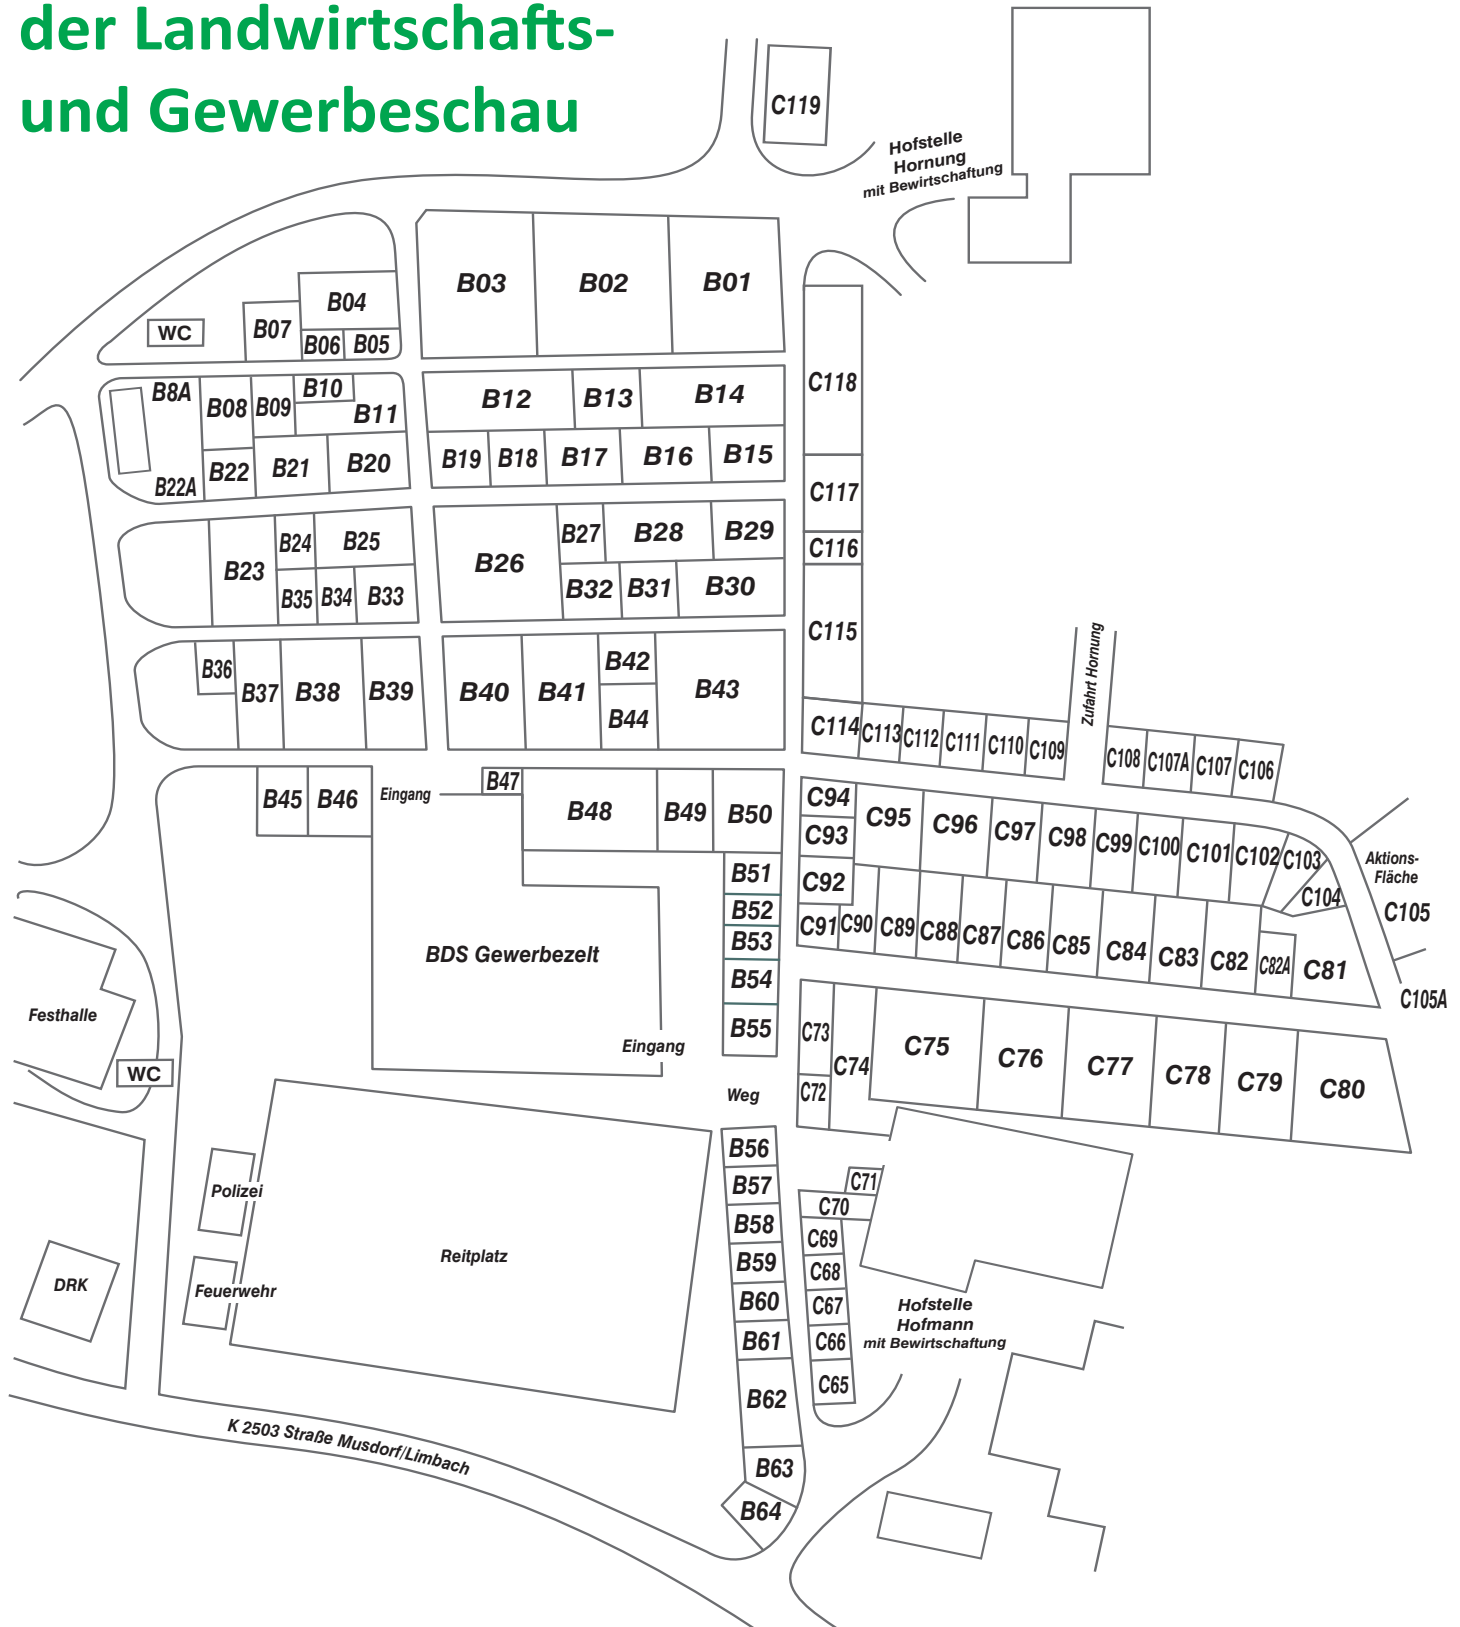 der Landwirtschafts-
und Gewerbeschau
C119
Hofstelle
Hornung
mit Bewirtschaftung
B03 B02 B01
B04
B07
WC
B06 B05
B8A B08 B09 B10 B11
B12 B13 B14
C118
B22A B22 B21 B20
B19 B18 B17 B16 B15
C117
B23 B24 B25
B26 B27 B28 B29
C116
B35 B34 B33
B32 B31 B30
C115
B36 B37 B38 B39
B40 B41 B42 B43
B44
Zufahrt Hornung
C114 C113 C112 C111 C110 C109
C108 C107A C107 C106
B45 B46
Eingang
B47 B48 B49 B50
C94 C95 C96 C97 C98 C99 C100 C101 C102 C103
C93
C104
Aktions-
Fläche
C105
C105A
B51
B52
B53
B54
B55
C92
C91 C90 C89 C88 C87 C86 C85 C84 C83 C82 C82A C81
BDS Gewerbezelt
Eingang
Festhalle
WC
C73 C74 C75 C76 C77 C78 C79 C80
C72
Weg
B56
B57
B58
B59
B60
B61
B62
B63
B64
C71
C70
C69
C68
C67
C66
C65
Polizei
Reitplatz
Feuerwehr
DRK
Hofstelle
Hofmann
mit Bewirtschaftung
K 2503 Straße Musdorf/Limbach